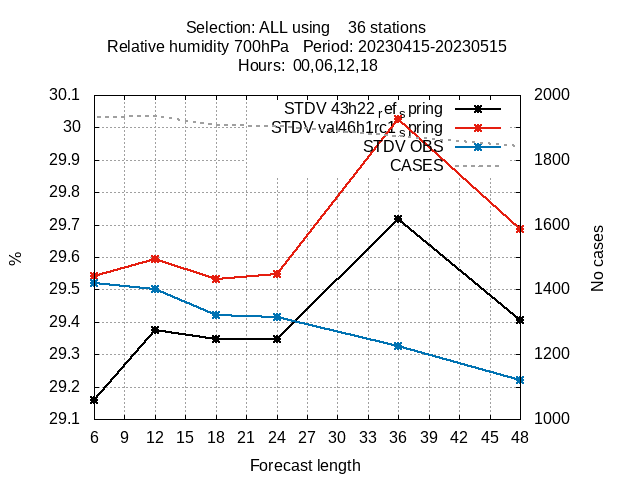 Selection: ALL using 36 stations
Relative humidity 700hPa Period: 20230415-20230515
Hours: 00,06,12,18
30.1
30
29.9
29.8
29.7
29.6
29.5
29.4
29.3
29.2
29.1
%
STDV 43h22_ref_spring
STDV val46h1rc1_spring
STDV OBS
CASES
2000
1800
1600
1400
1200
1000
No cases
6 9 12 15 18 21 24 27 30 33 36 39 42 45 48
Forecast length